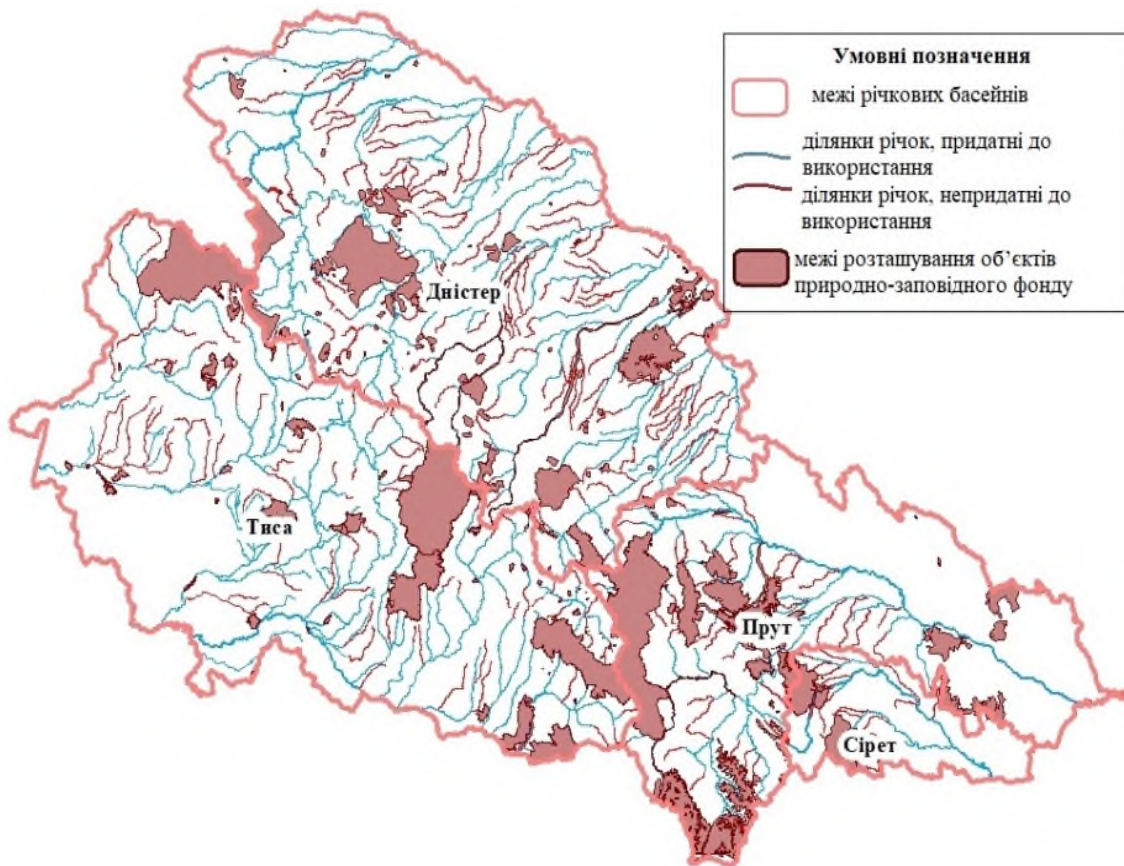 Умовні позначення
межі річкових басейнів
ділянки річок, придатні до
використання
ділянки річок, непридатні до
використання
межі розташування об’єктів
природно-заповідного фонду
Дністер
Тиса
Прут
Сірет